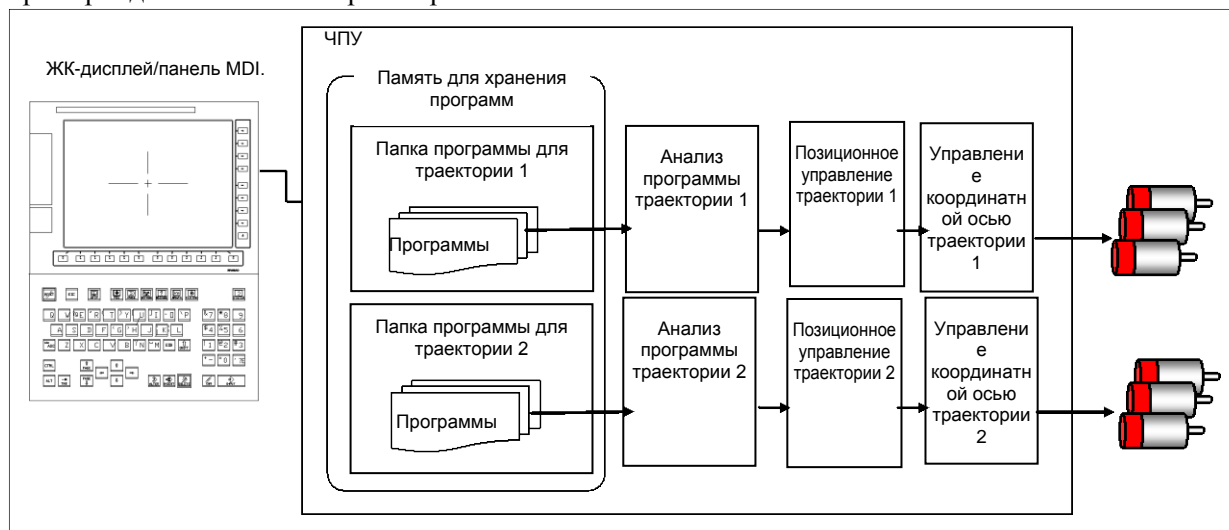 ЧПУ
ЖК-дисплей/панель MDI.
Память для хранения
программ
Папка программы для
траектории 1
Программы
Анализ
программы
траектории 1
Позиционное
управление
траектории 1
Управлени
е
координатн
ой осью
траектории
1
Папка программы для
траектории 2
Программы
Анализ
программы
траектории 2
Позиционное
управление
траектории 2
Управлени
е
координатн
ой осью
траектории
2